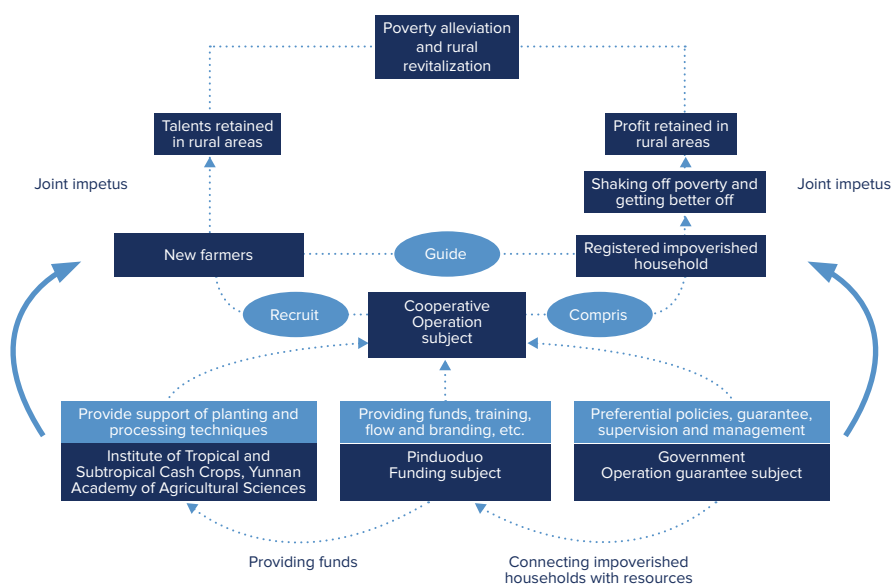 Poverty alleviation
and rural
revitalization
Talents retained
in rural areas
Profit retained in
rural areas
Joint impetus
Shaking off poverty and
getting better off
Joint impetus
New farmers
Guide
Registered impoverished
household
Recruit
Cooperative
Operation
subject
Compris
Provide support of planting and
processing techniques
Providing funds, training,
flow and branding, etc.
Preferential policies, guarantee,
supervision and management
Institute of Tropical and
Subtropical Cash Crops, Yunnan
Academy of Agricultural Sciences
Pinduoduo
Funding subject
Government
Operation guarantee subject
Providing funds
Connecting impoverished
households with resources